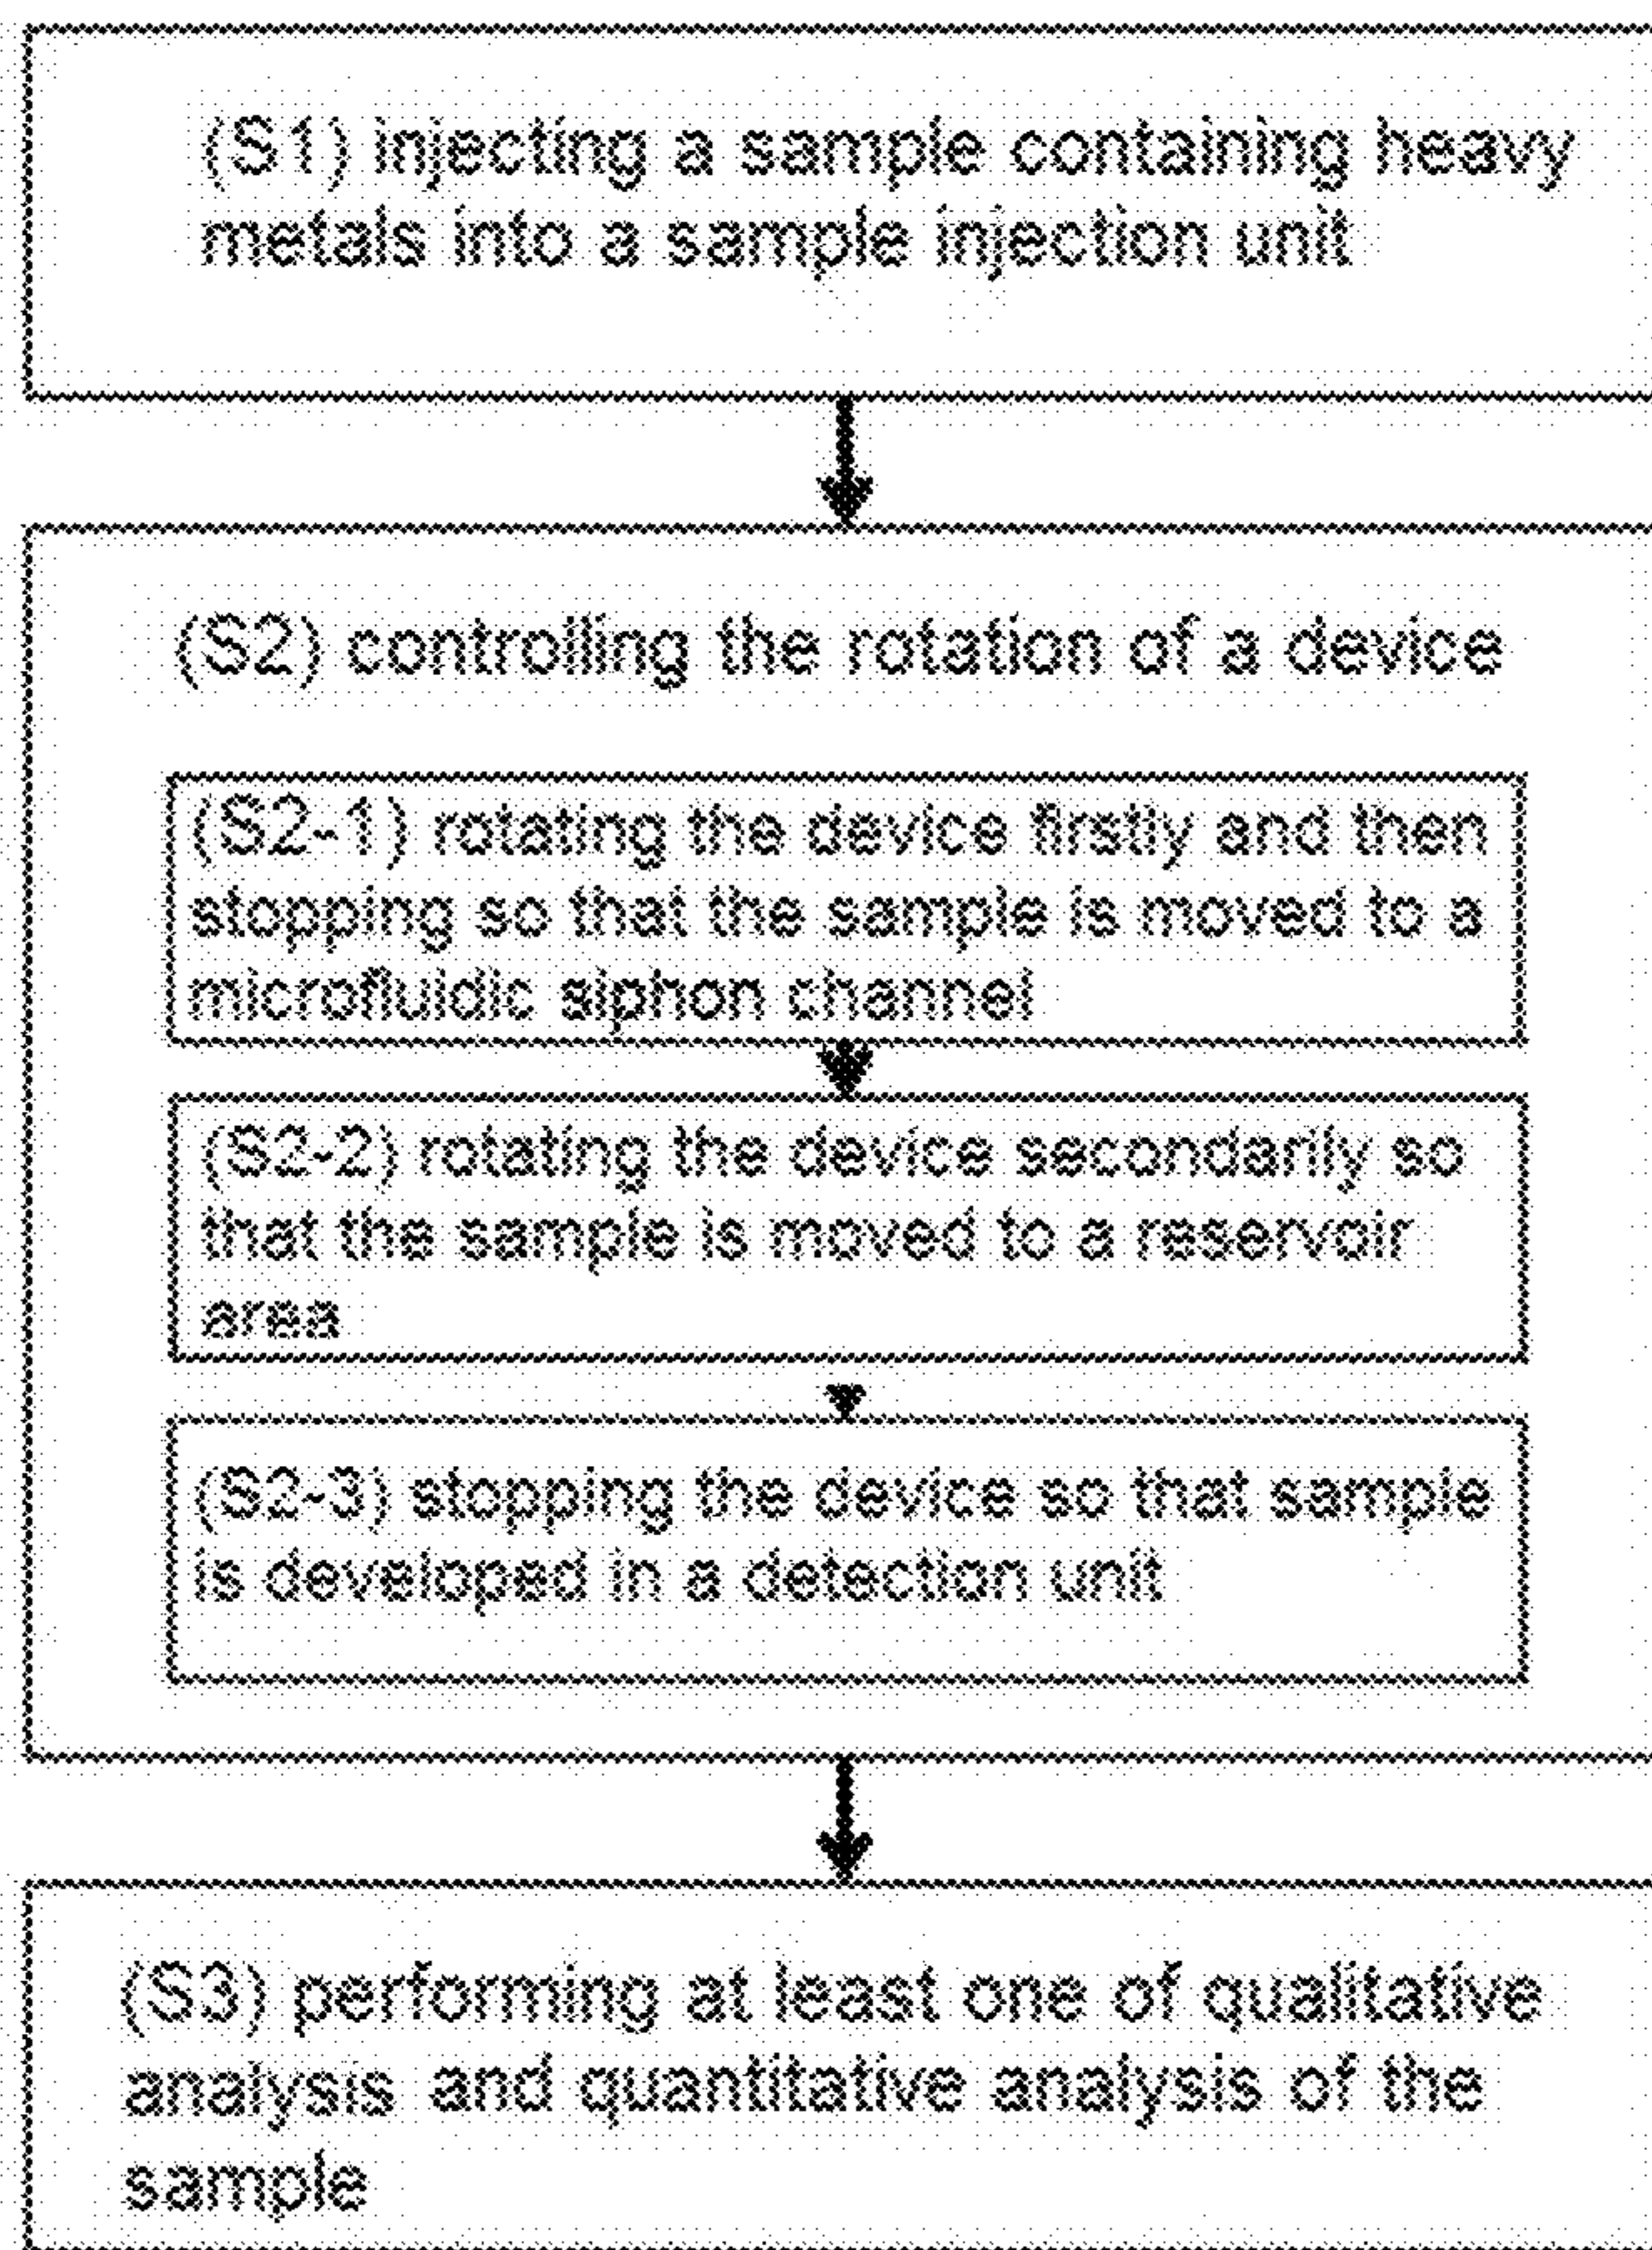 (S1) injecting a sample containing heavy
metals into a sample injection unit
(S2) controlling the rotation of a device
(S2-1) rotating the device firstly and then
stopping so that the sample is moved to a
microfluidic siphon channel
(S2-2) rotating the device secondarily so
that the sample is moved to a reservoir
area
(S2-3) stopping the device so that sample
is developed in a detection unit
(S3) performing at least one of qualitative
analysis and quantitative analysis of the
sample